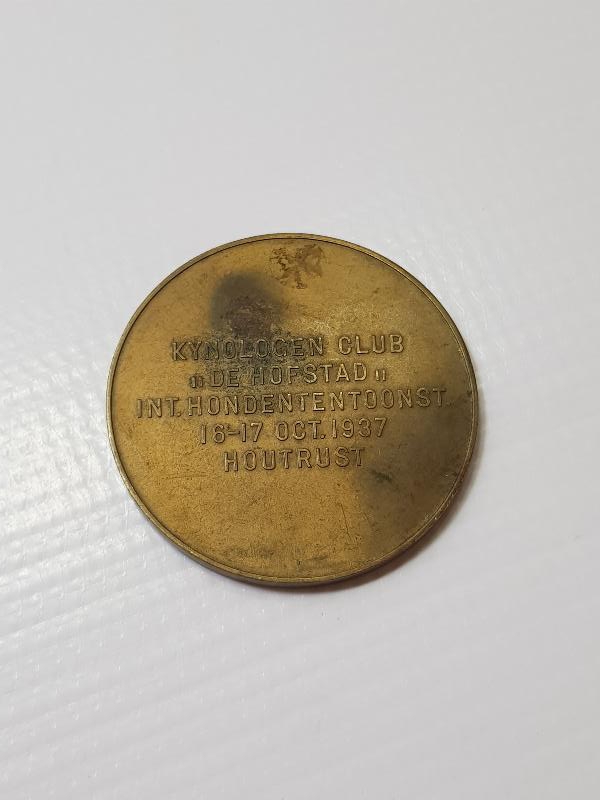 KYNOLOGEN CLUB
„DE HOFSTAD„
INT. HONDENTENTOONST.
16-17 OCT. 1937
HOUTRUST